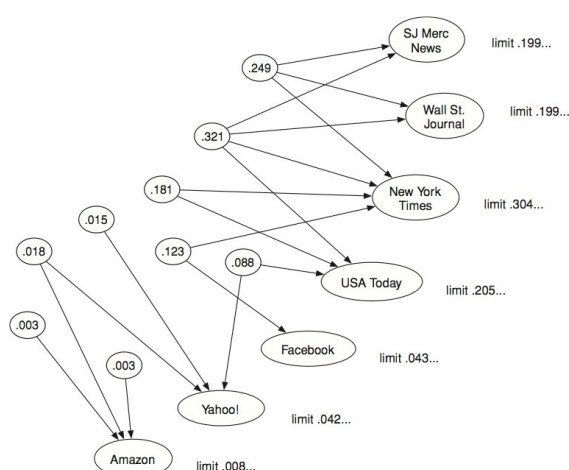 SJ Merc
News
limit .199...
.249
Wall St.
Journal
limit .199...
.321
.181
New York
Times
limit .304...
.015
.018
.123
.088
USA Today
limit .205...
.003
Facebook
limit .043...
.003
Yahoo!
limit .042...
Amazon
limit .008...